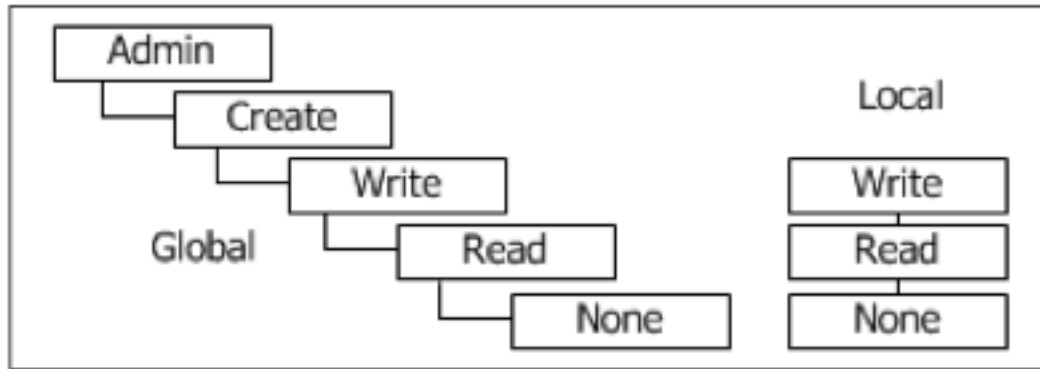 Admin
Create
Write
Read
None
Global
Local
Write
Read
None